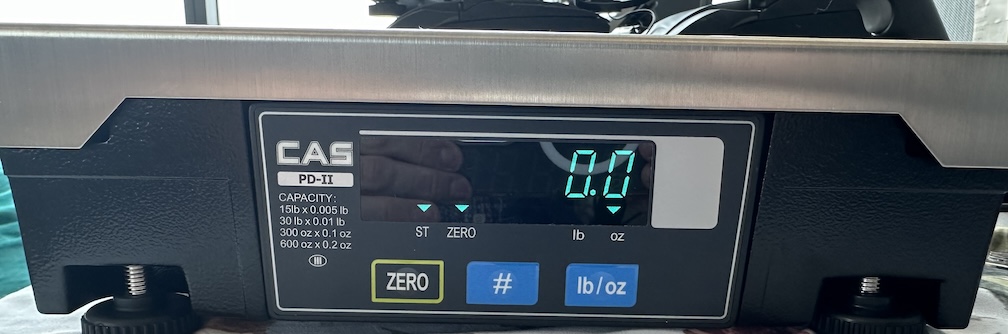 CAS
PD-II
CAPACITY:
15lb x 0.005 lb
30 lb x 0.01 lb
300 oz x 0.1 oz
600 oz x 0.2 oz
III
0.0
ST ZERO lb oz
ZERO # lb/oz